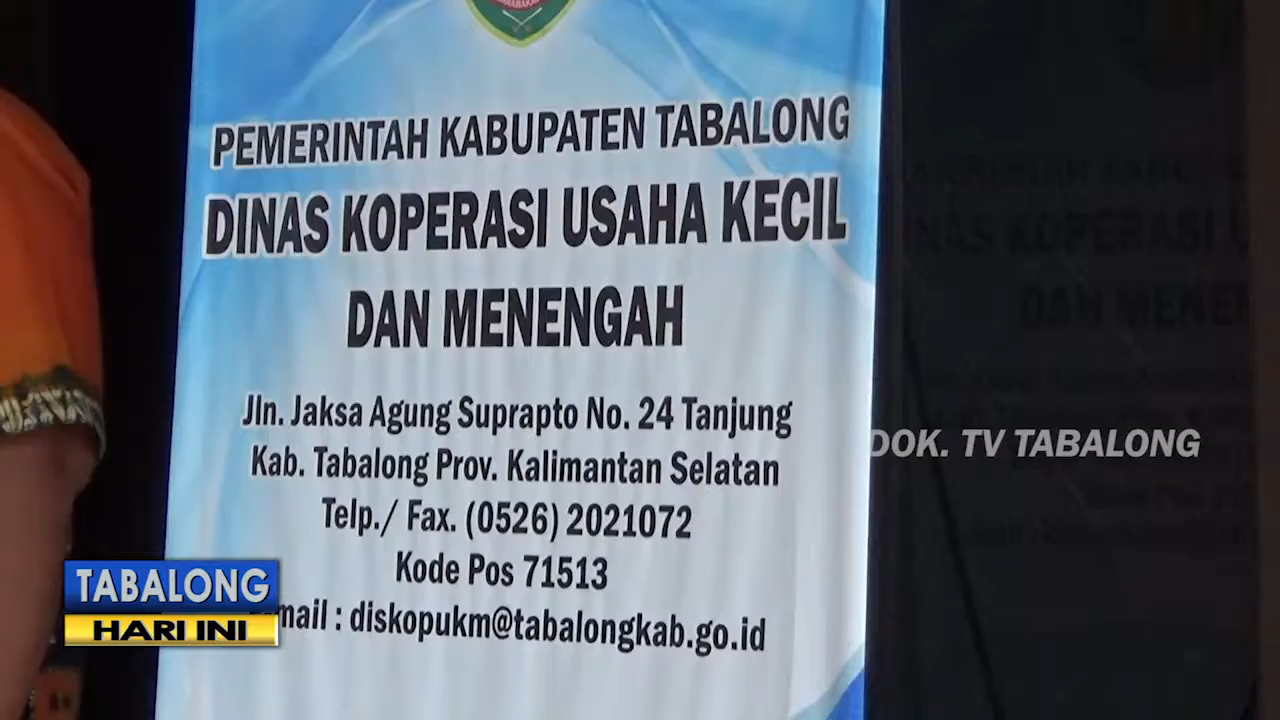 PEMERINTAH KABUPATEN TABALONG
DINAS KOPERASI USAHA KECIL
DAN MENENGAH
Jln. Jaksa Agung Suprapto No. 24 Tanjung
Kab. Tabalong Prov. Kalimantan Selatan
Telp./ Fax. (0526) 2021072
Kode Pos 71513
mail : diskopukm@tabalongkab.go.id
DOK. TV TABALONG
TABALONG
HARI INI